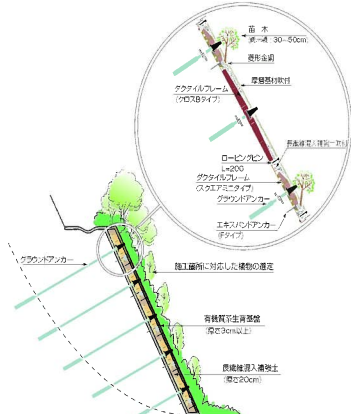 苗木
菱形金網
厚層基材吹付
ダクタイルフレーム
(クロスBタイプ)
ロービングピン
L=200
ダクタイルフレーム
(スクエアミニタイプ)
グラウンドアンカー
エキスパンドアンカー
(Fタイプ)
グラウンドアンカー
施工箇所に対応した植物の選定
有機質系生育基盤
(厚さ3cm以上)
長繊維混入補強土
(厚さ20cm)